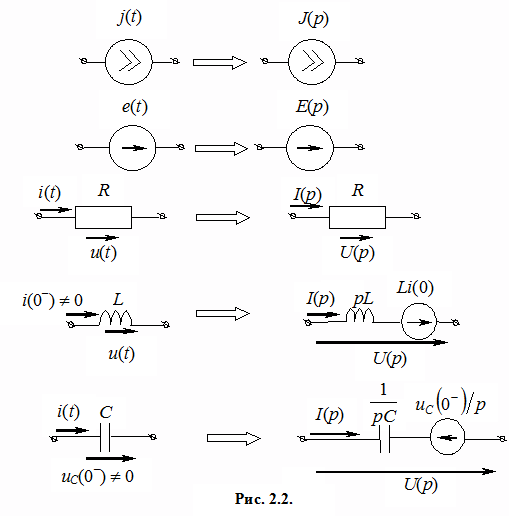 j(t) J(p)
e(t) E(p)
i(t) R I(p) R
u(t) U(p)
i(0⁻) ≠ 0 L I(p) pL Li(0)
u(t) U(p)
i(t) C I(p) 1/pC u_C(0⁻)/p
u_C(0⁻) ≠ 0 U(p)
Рис. 2.2.